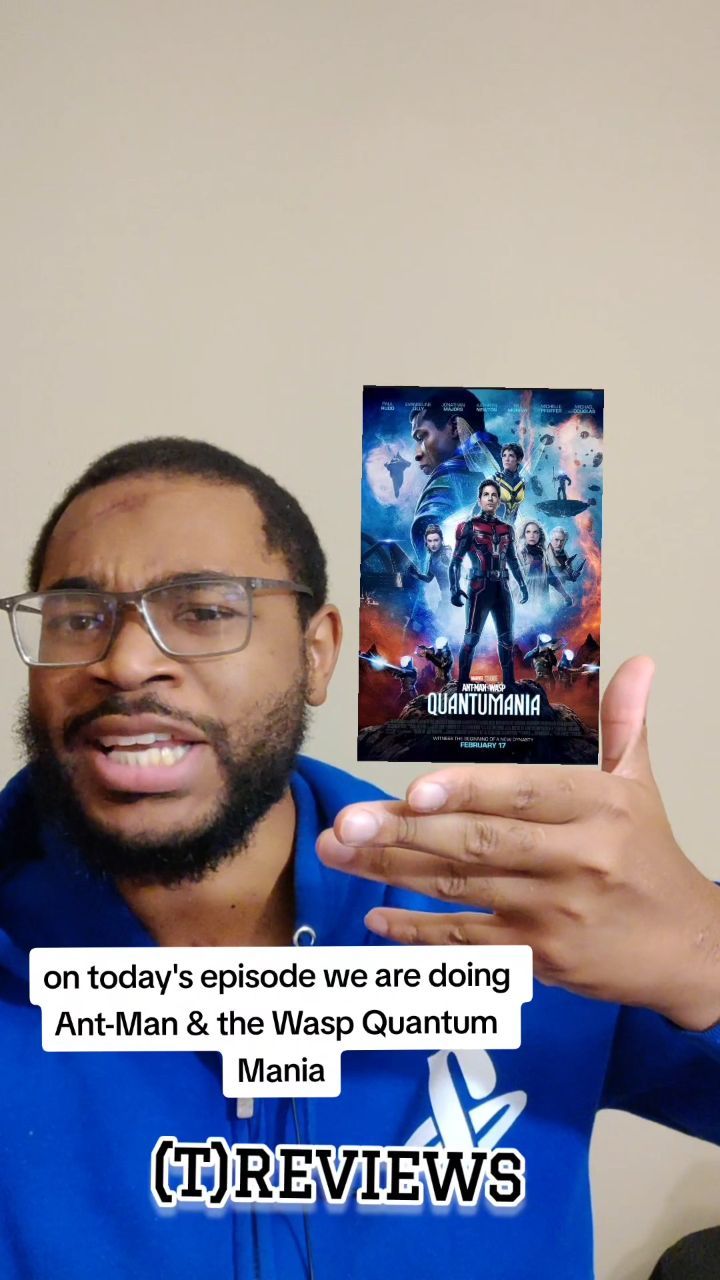 PAUL RUDD EVANGELINE LILLY JONATHAN MAJORS KATHRYN NEWTON BILL MURRAY MICHELLE PFEIFFER MICHAEL DOUGLAS
MARVEL STUDIOS
ANT-MAN AND THE WASP
QUANTUMANIA
WITNESS THE BEGINNING OF A NEW DYNASTY
FEBRUARY 17
on today's episode we are doing
Ant-Man & the Wasp Quantum
Mania
(T)REVIEWS